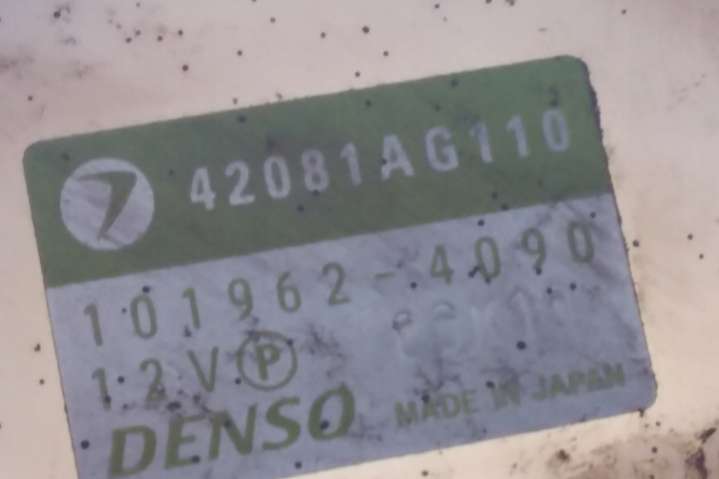 42081AG110
101962-4090
12V P
DENSO MADE IN JAPAN